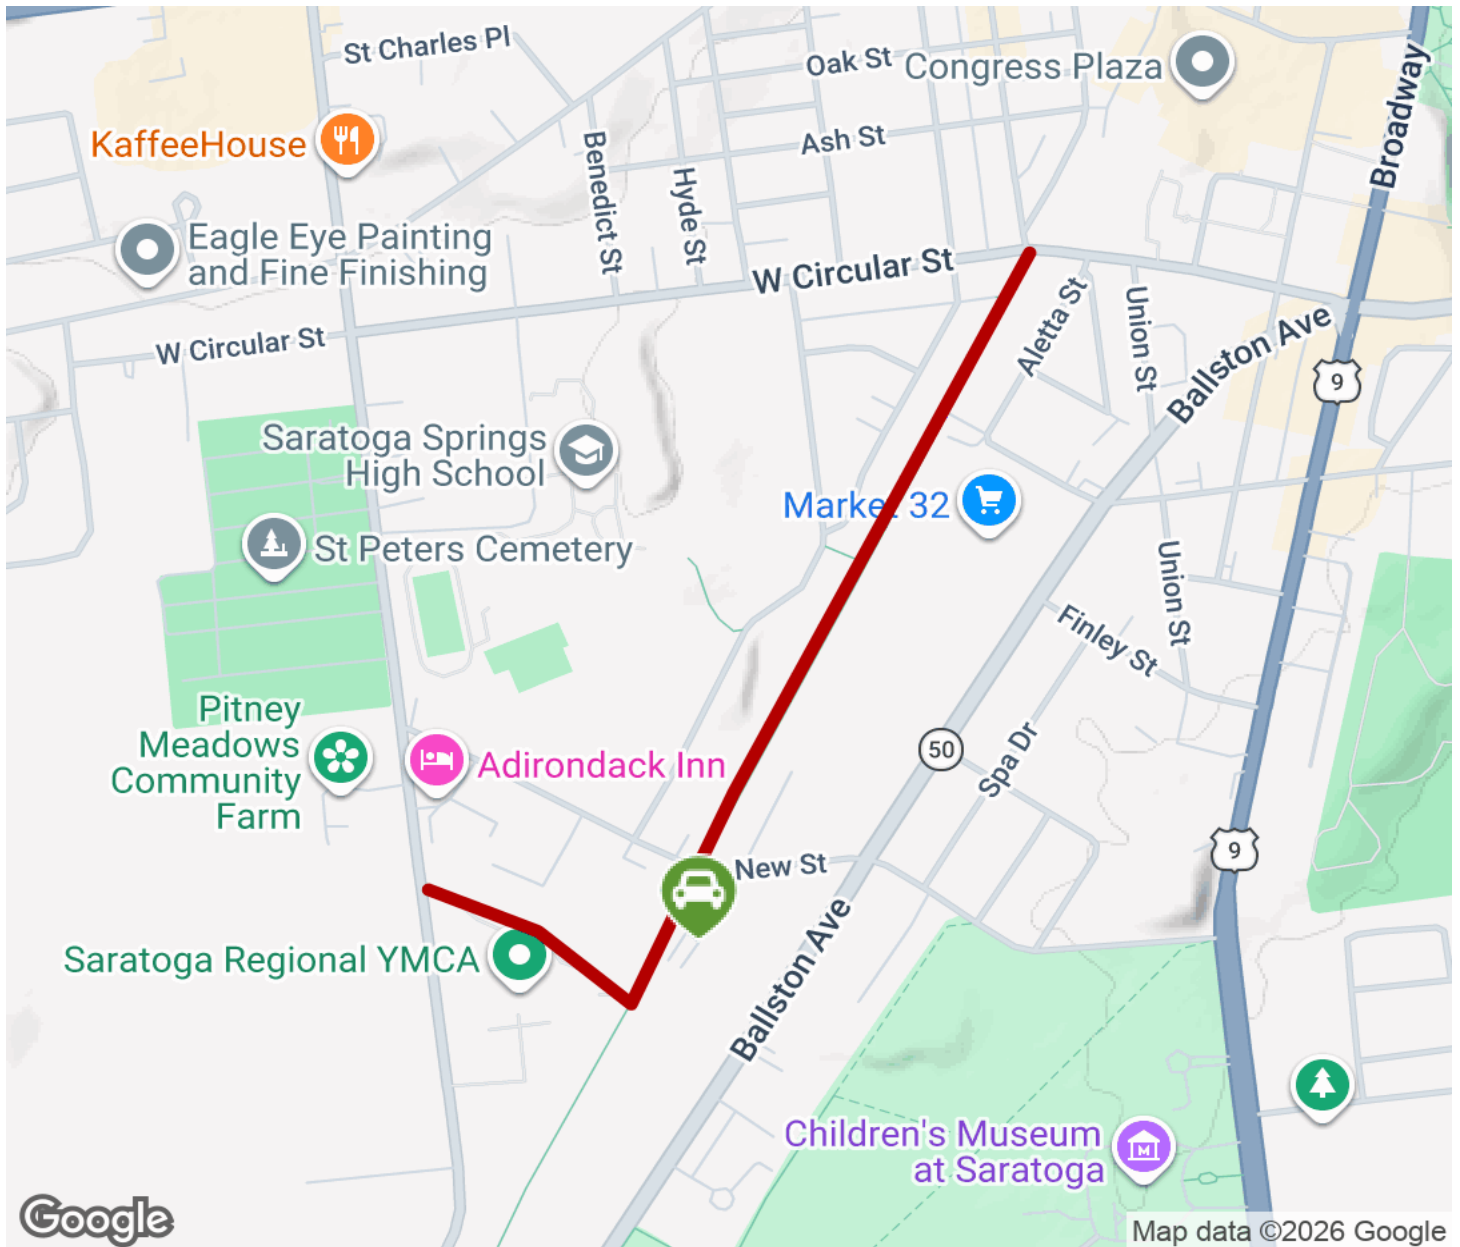 St Charles Pl
Oak St
Congress Plaza
Broadway
KaffeeHouse
Ash St
Benedict St
Hyde St
Eagle Eye Painting
and Fine Finishing
W Circular St
W Circular St
Aletta St
Union St
Ballston Ave
9
Saratoga Springs
High School
Market 32
St Peters Cemetery
Union St
Finley St
Pitney
Meadows
Community
Farm
Adirondack Inn
50
Spa Dr
9
New St
Saratoga Regional YMCA
Ballston Ave
Children's Museum
at Saratoga
M
Google
Map data ©2026 Google